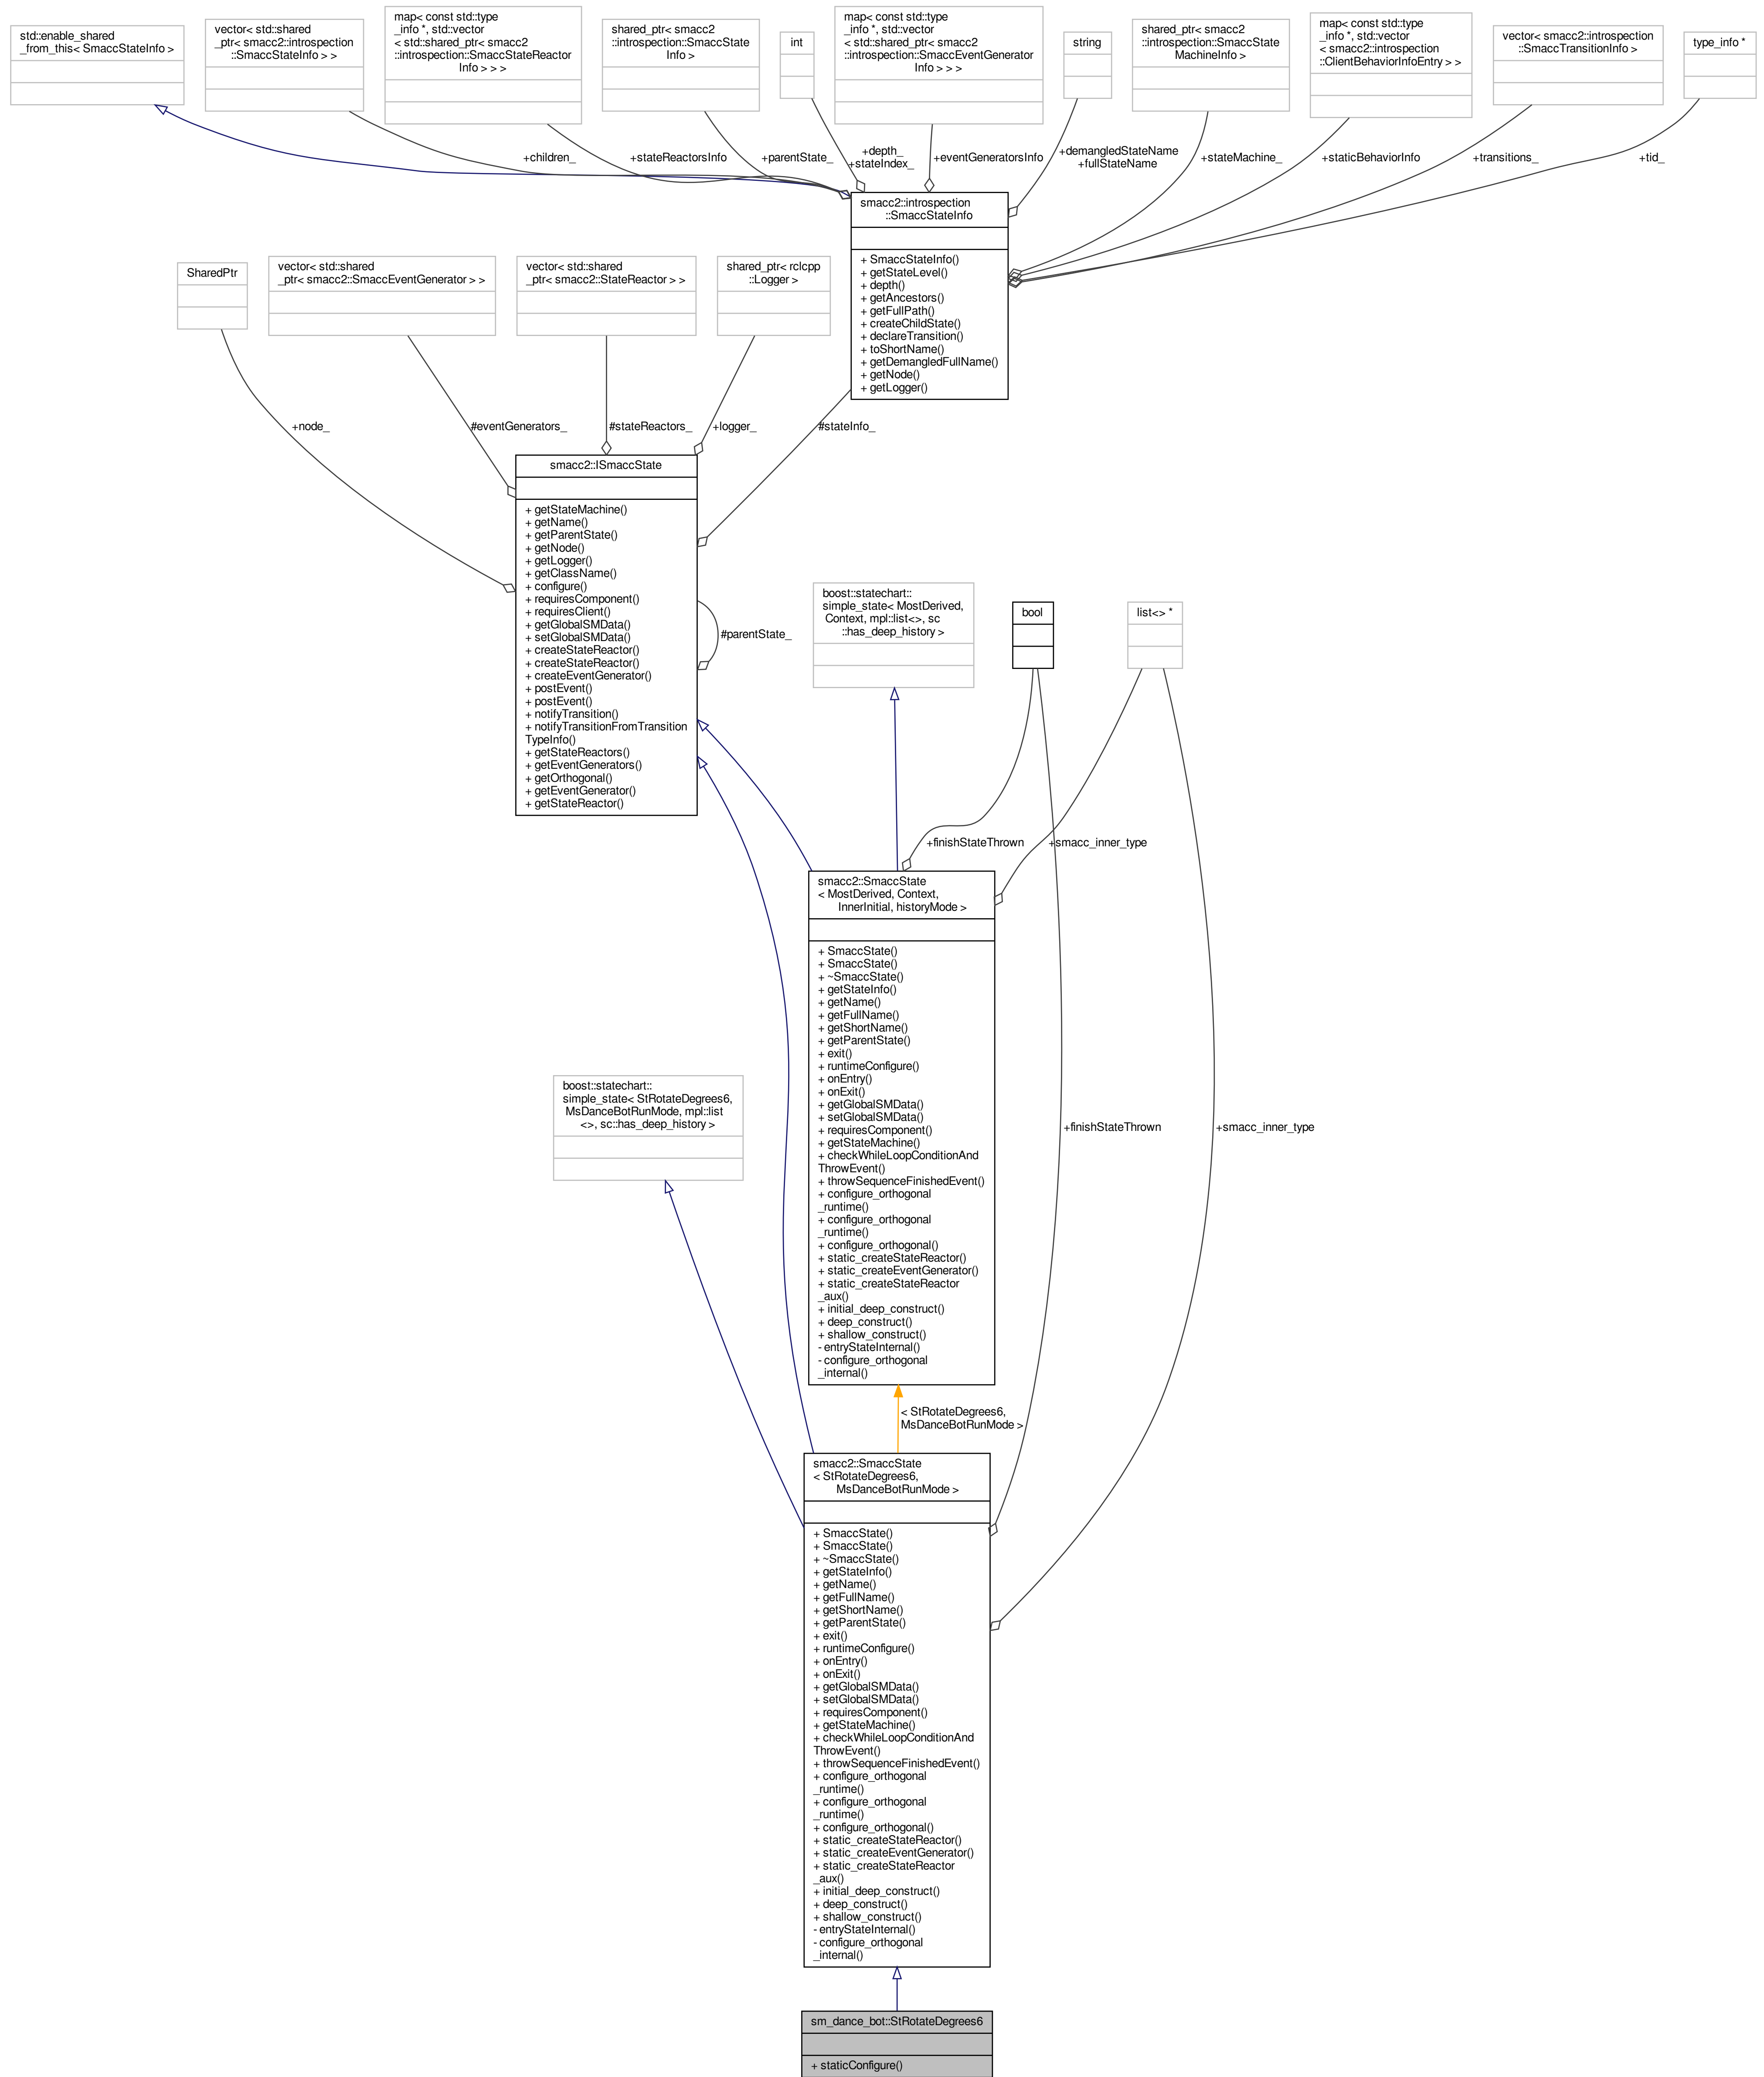 std::enable_shared
_from_this< SmaccStateInfo >
vector< std::shared
_ptr< smacc2::introspection
::SmaccStateInfo > >
map< const std::type
_info *, std::vector
< std::shared_ptr< smacc2
::introspection::SmaccStateReactor
Info > > >
shared_ptr< smacc2
::introspection::SmaccState
Info >
int
map< const std::type
_info *, std::vector
< std::shared_ptr< smacc2
::introspection::SmaccEventGenerator
Info > > >
string
shared_ptr< smacc2
::introspection::SmaccState
MachineInfo >
map< const std::type
_info *, std::vector
< smacc2::introspection
::ClientBehaviorInfoEntry > >
vector< smacc2::introspection
::SmaccTransitionInfo >
type_info *
+children_
+stateReactorsInfo
+parentState_
+depth_
+stateIndex_
+eventGeneratorsInfo
+demangledStateName
+fullStateName
+stateMachine_
+staticBehaviorInfo
+transitions_
+tid_
smacc2::introspection
::SmaccStateInfo
+ SmaccStateInfo()
+ getStateLevel()
+ depth()
+ getAncestors()
+ getFullPath()
+ createChildState()
+ declareTransition()
+ toShortName()
+ getDemangledFullName()
+ getNode()
+ getLogger()
SharedPtr
vector< std::shared
_ptr< smacc2::SmaccEventGenerator > >
vector< std::shared
_ptr< smacc2::StateReactor > >
shared_ptr< rclcpp
::Logger >
+node_
#eventGenerators_
#stateReactors_
+logger_
#stateInfo_
smacc2::ISmaccState
+ getStateMachine()
+ getName()
+ getParentState()
+ getNode()
+ getLogger()
+ getClassName()
+ configure()
+ requiresComponent()
+ requiresClient()
+ getGlobalSMData()
+ setGlobalSMData()
+ createStateReactor()
+ createStateReactor()
+ createEventGenerator()
+ postEvent()
+ postEvent()
+ notifyTransition()
+ notifyTransitionFromTransition
TypeInfo()
+ getStateReactors()
+ getEventGenerators()
+ getOrthogonal()
+ getEventGenerator()
+ getStateReactor()
#parentState_
boost::statechart::
simple_state< MostDerived,
Context, mpl::list<>, sc
::has_deep_history >
bool
list<> *
+finishStateThrown
+smacc_inner_type
smacc2::SmaccState
< MostDerived, Context,
InnerInitial, historyMode >
+ SmaccState()
+ SmaccState()
+ ~SmaccState()
+ getStateInfo()
+ getName()
+ getFullName()
+ getShortName()
+ getParentState()
+ exit()
+ runtimeConfigure()
+ onEntry()
+ onExit()
+ getGlobalSMData()
+ setGlobalSMData()
+ requiresComponent()
+ getStateMachine()
+ checkWhileLoopConditionAnd
ThrowEvent()
+ throwSequenceFinishedEvent()
+ configure_orthogonal
_runtime()
+ configure_orthogonal
_runtime()
+ configure_orthogonal()
+ static_createStateReactor()
+ static_createEventGenerator()
+ static_createStateReactor
_aux()
+ initial_deep_construct()
+ deep_construct()
+ shallow_construct()
- entryStateInternal()
- configure_orthogonal
_internal()
boost::statechart::
simple_state< StRotateDegrees6,
MsDanceBotRunMode, mpl::list
<>, sc::has_deep_history >
+finishStateThrown
+smacc_inner_type
< StRotateDegrees6,
MsDanceBotRunMode >
smacc2::SmaccState
< StRotateDegrees6,
MsDanceBotRunMode >
+ SmaccState()
+ SmaccState()
+ ~SmaccState()
+ getStateInfo()
+ getName()
+ getFullName()
+ getShortName()
+ getParentState()
+ exit()
+ runtimeConfigure()
+ onEntry()
+ onExit()
+ getGlobalSMData()
+ setGlobalSMData()
+ requiresComponent()
+ getStateMachine()
+ checkWhileLoopConditionAnd
ThrowEvent()
+ throwSequenceFinishedEvent()
+ configure_orthogonal
_runtime()
+ configure_orthogonal
_runtime()
+ configure_orthogonal()
+ static_createStateReactor()
+ static_createEventGenerator()
+ static_createStateReactor
_aux()
+ initial_deep_construct()
+ deep_construct()
+ shallow_construct()
- entryStateInternal()
- configure_orthogonal
_internal()
sm_dance_bot::StRotateDegrees6
+ staticConfigure()